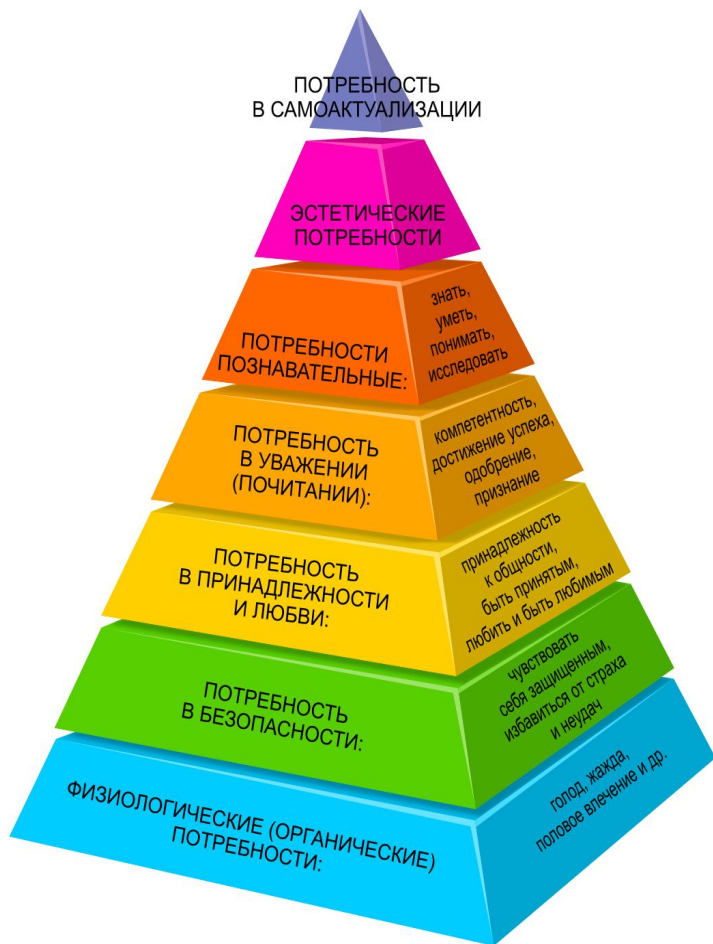 ПОТРЕБНОСТЬ
В САМОАКТУАЛИЗАЦИИ
ЭСТЕТИЧЕСКИЕ
ПОТРЕБНОСТИ
ПОТРЕБНОСТИ
ПОЗНАВАТЕЛЬНЫЕ:
знать,
уметь,
понимать,
исследовать
ПОТРЕБНОСТЬ
В УВАЖЕНИИ
(ПОЧИТАНИИ):
компетентность,
достижение успеха,
одобрение,
признание
ПОТРЕБНОСТЬ
В ПРИНАДЛЕЖНОСТИ
И ЛЮБВИ:
принадлежность
к общности,
быть принятым,
любить и быть любимым
ПОТРЕБНОСТЬ
В БЕЗОПАСНОСТИ:
чувствовать
себя защищенным,
избавиться от страха
и неудач
ФИЗИОЛОГИЧЕСКИЕ (ОРГАНИЧЕСКИЕ)
ПОТРЕБНОСТИ:
голод, жажда,
половое влечение и др.